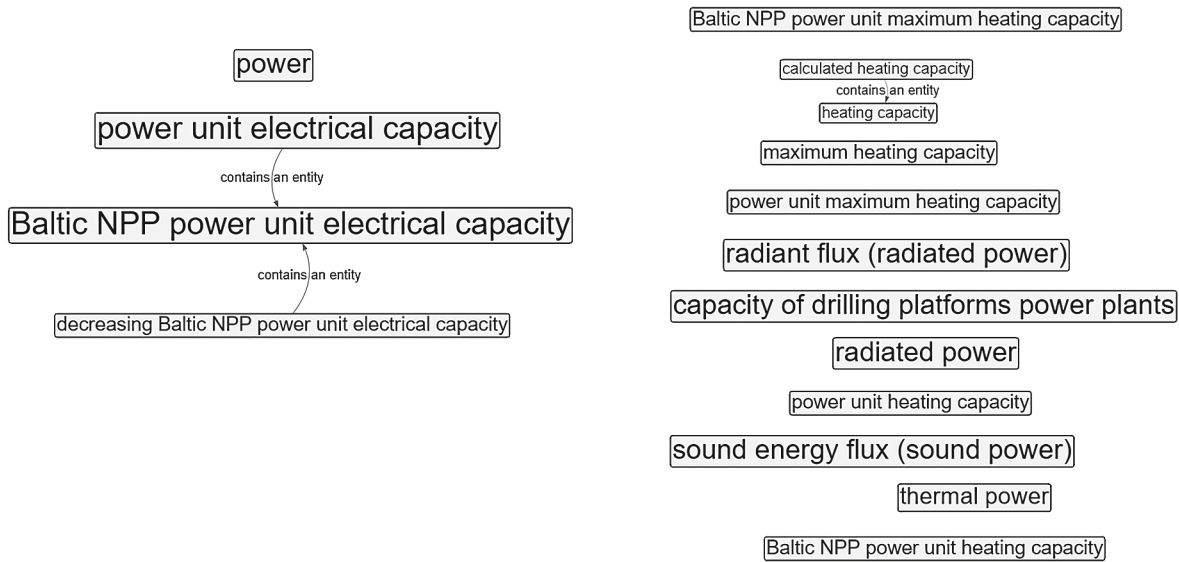 power
power unit electrical capacity
contains an entity
Baltic NPP power unit electrical capacity
contains an entity
decreasing Baltic NPP power unit electrical capacity
Baltic NPP power unit maximum heating capacity
calculated heating capacity
contains an entity
heating capacity
maximum heating capacity
power unit maximum heating capacity
radiant flux (radiated power)
capacity of drilling platforms power plants
radiated power
power unit heating capacity
sound energy flux (sound power)
thermal power
Baltic NPP power unit heating capacity